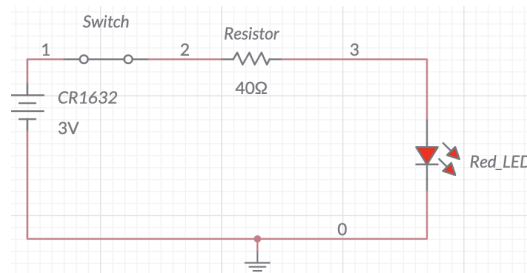 Switch
Resistor
1
2
3
CR1632
40Ω
3V
Red_LED
0